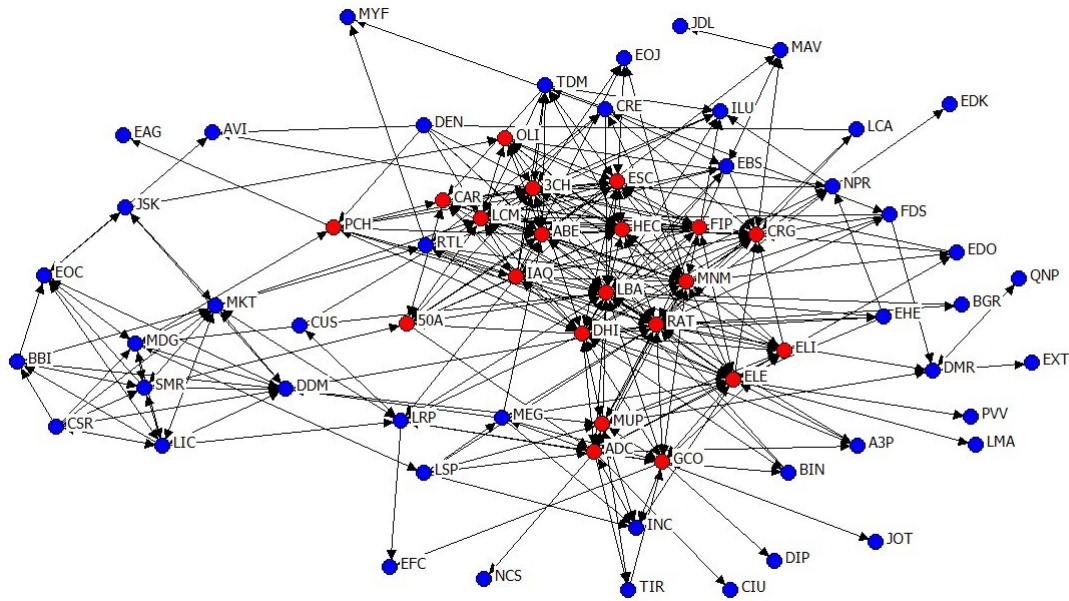 MYF
JDL
MAV
EOJ
TDM
EDK
CRE
ILU
EAG
AVI
DEN
OLI
LCA
EBS
3CH
ESC
NPR
CAR
JSK
LCM
FDS
PCH
ABE
HEC
FIP
CRG
RTL
EDO
EOC
IAQ
MNM
QNP
LBA
MKT
BGR
EHE
CUS
50A
RAT
DHI
MDG
ELI
BBI
EXT
DMR
ELE
SMR
DDM
PVV
CSR
LRP
MEG
MUP
LIC
A3P
LMA
ADC
GCO
LSP
BIN
INC
JOT
EFC
DIP
NCS
TIR
CIU